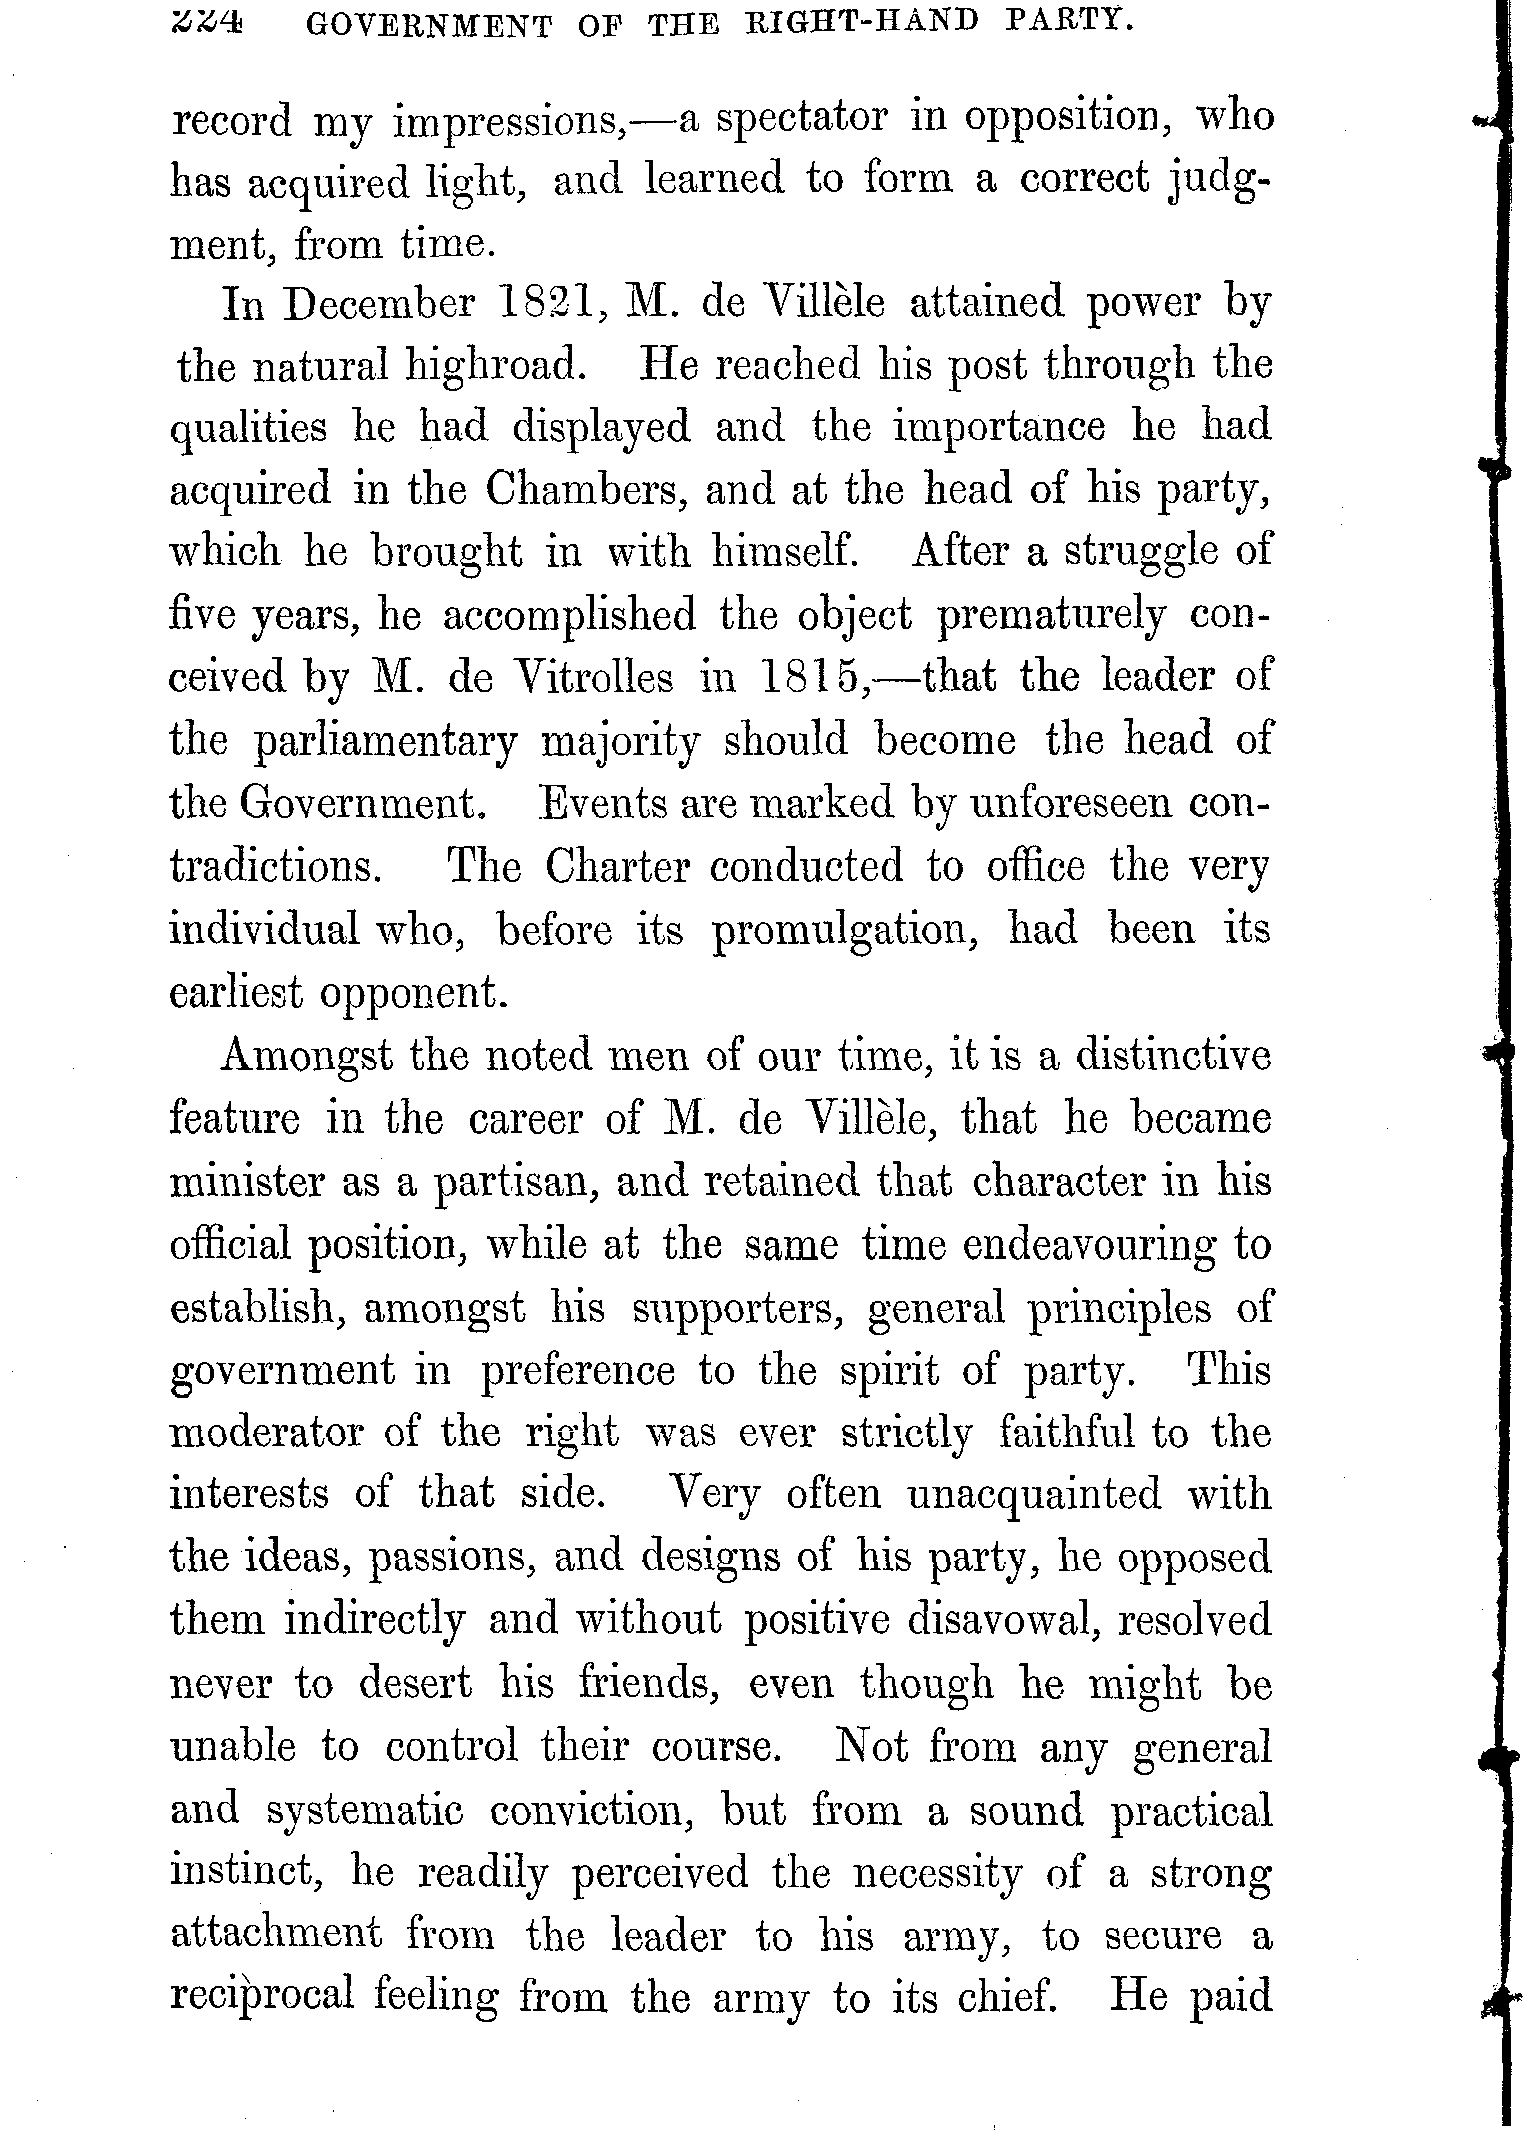 224 GOVERNMENT OF THE RIGHT-HAND PARTY.
record my impressions,—a spectator in opposition, who
has acquired light, and learned to form a correct judg-
ment, from time.
In December 1821, M. de Villèle attained power by
the natural highroad. He reached his post through the
qualities he had displayed and the importance he had
acquired in the Chambers, and at the head of his party,
which he brought in with himself. After a struggle of
five years, he accomplished the object prematurely con-
ceived by M. de Vitrolles in 1815,—that the leader of
the parliamentary majority should become the head of
the Government. Events are marked by unforeseen con-
tradictions. The Charter conducted to office the very
individual who, before its promulgation, had been its
earliest opponent.
Amongst the noted men of our time, it is a distinctive
feature in the career of M. de Villèle, that he became
minister as a partisan, and retained that character in his
official position, while at the same time endeavouring to
establish, amongst his supporters, general principles of
government in preference to the spirit of party. This
moderator of the right was ever strictly faithful to the
interests of that side. Very often unacquainted with
the ideas, passions, and designs of his party, he opposed
them indirectly and without positive disavowal, resolved
never to desert his friends, even though he might be
unable to control their course. Not from any general
and systematic conviction, but from a sound practical
instinct, he readily perceived the necessity of a strong
attachment from the leader to his army, to secure a
reciprocal feeling from the army to its chief. He paid